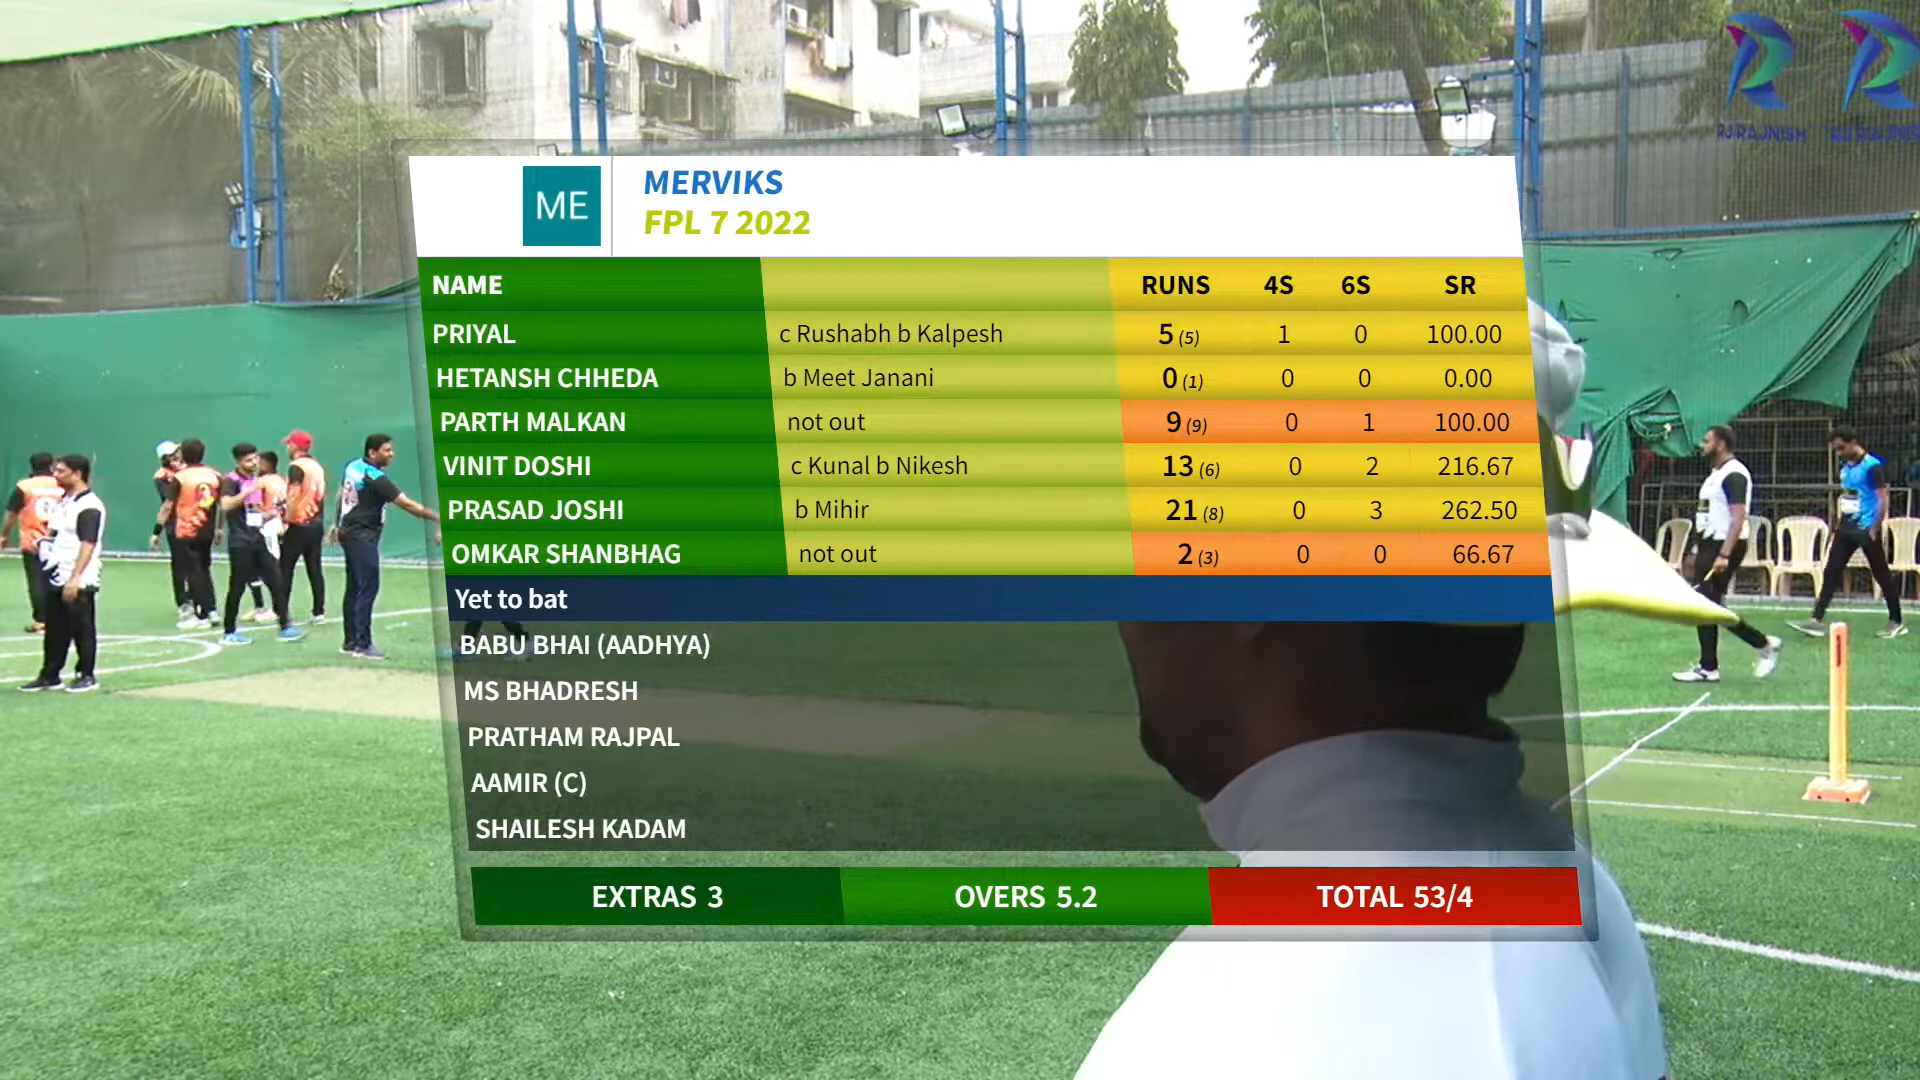 RJ RAJNISH
ME
MERVIKS
FPL 7 2022
NAME RUNS 4S 6S SR
PRIYAL c Rushabh b Kalpesh 5 (5) 1 0 100.00
HETANSH CHHEDA b Meet Janani 0 (1) 0 0 0.00
PARTH MALKAN not out 9 (9) 0 1 100.00
VINIT DOSHI c Kunal b Nikesh 13 (6) 0 2 216.67
PRASAD JOSHI b Mihir 21 (8) 0 3 262.50
OMKAR SHANBHAG not out 2 (3) 0 0 66.67
Yet to bat
BABU BHAI (AADHYA)
MS BHADRESH
PRATHAM RAJPAL
AAMIR (C)
SHAILESH KADAM
EXTRAS 3 OVERS 5.2 TOTAL 53/4